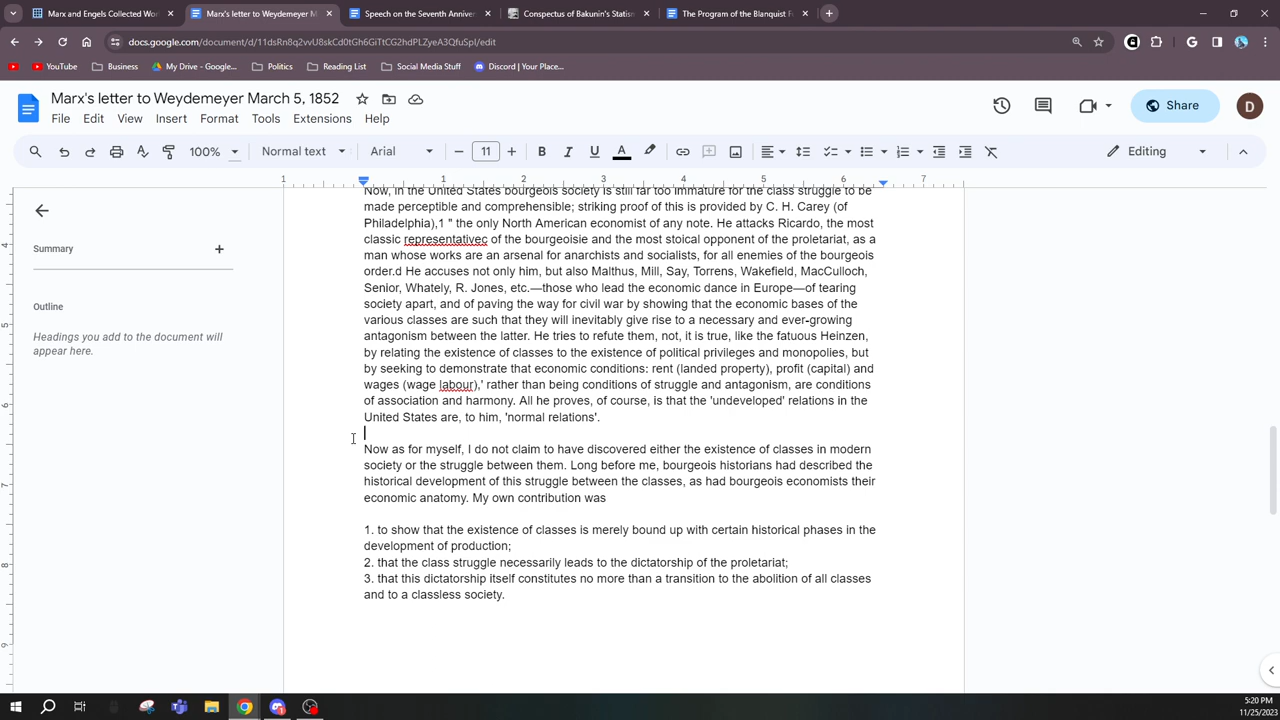 Marx and Engels Collected Wor
Marx's letter to Weydemeyer M
Speech on the Seventh Anniver
Conspectus of Bakunin's Statis
The Program of the Blanquist F
docs.google.com/document/d/11dsRn8q2vvU8skCd0tGh6GiTtCG2hdPLZyeA3QfuSpI/edit
YouTube
Business
My Drive - Google...
Politics
Reading List
Social Media Stuff
Discord | Your Place...
Marx's letter to Weydemeyer March 5, 1852
File Edit View Insert Format Tools Extensions Help
Share
D
100% Normal text Arial 11 Editing
1 1 2 3 4 5 6 7
Summary
Outline
Headings you add to the document will
appear here.
Now, in the United States bourgeois society is still far too immature for the class struggle to be
made perceptible and comprehensible; striking proof of this is provided by C. H. Carey (of
Philadelphia),1 " the only North American economist of any note. He attacks Ricardo, the most
classic representativec of the bourgeoisie and the most stoical opponent of the proletariat, as a
man whose works are an arsenal for anarchists and socialists, for all enemies of the bourgeois
order.d He accuses not only him, but also Malthus, Mill, Say, Torrens, Wakefield, MacCulloch,
Senior, Whately, R. Jones, etc.—those who lead the economic dance in Europe—of tearing
society apart, and of paving the way for civil war by showing that the economic bases of the
various classes are such that they will inevitably give rise to a necessary and ever-growing
antagonism between the latter. He tries to refute them, not, it is true, like the fatuous Heinzen,
by relating the existence of classes to the existence of political privileges and monopolies, but
by seeking to demonstrate that economic conditions: rent (landed property), profit (capital) and
wages (wage labour),' rather than being conditions of struggle and antagonism, are conditions
of association and harmony. All he proves, of course, is that the 'undeveloped' relations in the
United States are, to him, 'normal relations'.
Now as for myself, I do not claim to have discovered either the existence of classes in modern
society or the struggle between them. Long before me, bourgeois historians had described the
historical development of this struggle between the classes, as had bourgeois economists their
economic anatomy. My own contribution was
1. to show that the existence of classes is merely bound up with certain historical phases in the
development of production;
2. that the class struggle necessarily leads to the dictatorship of the proletariat;
3. that this dictatorship itself constitutes no more than a transition to the abolition of all classes
and to a classless society.
4
5
6
7
8
9
5:20 PM
11/25/2023